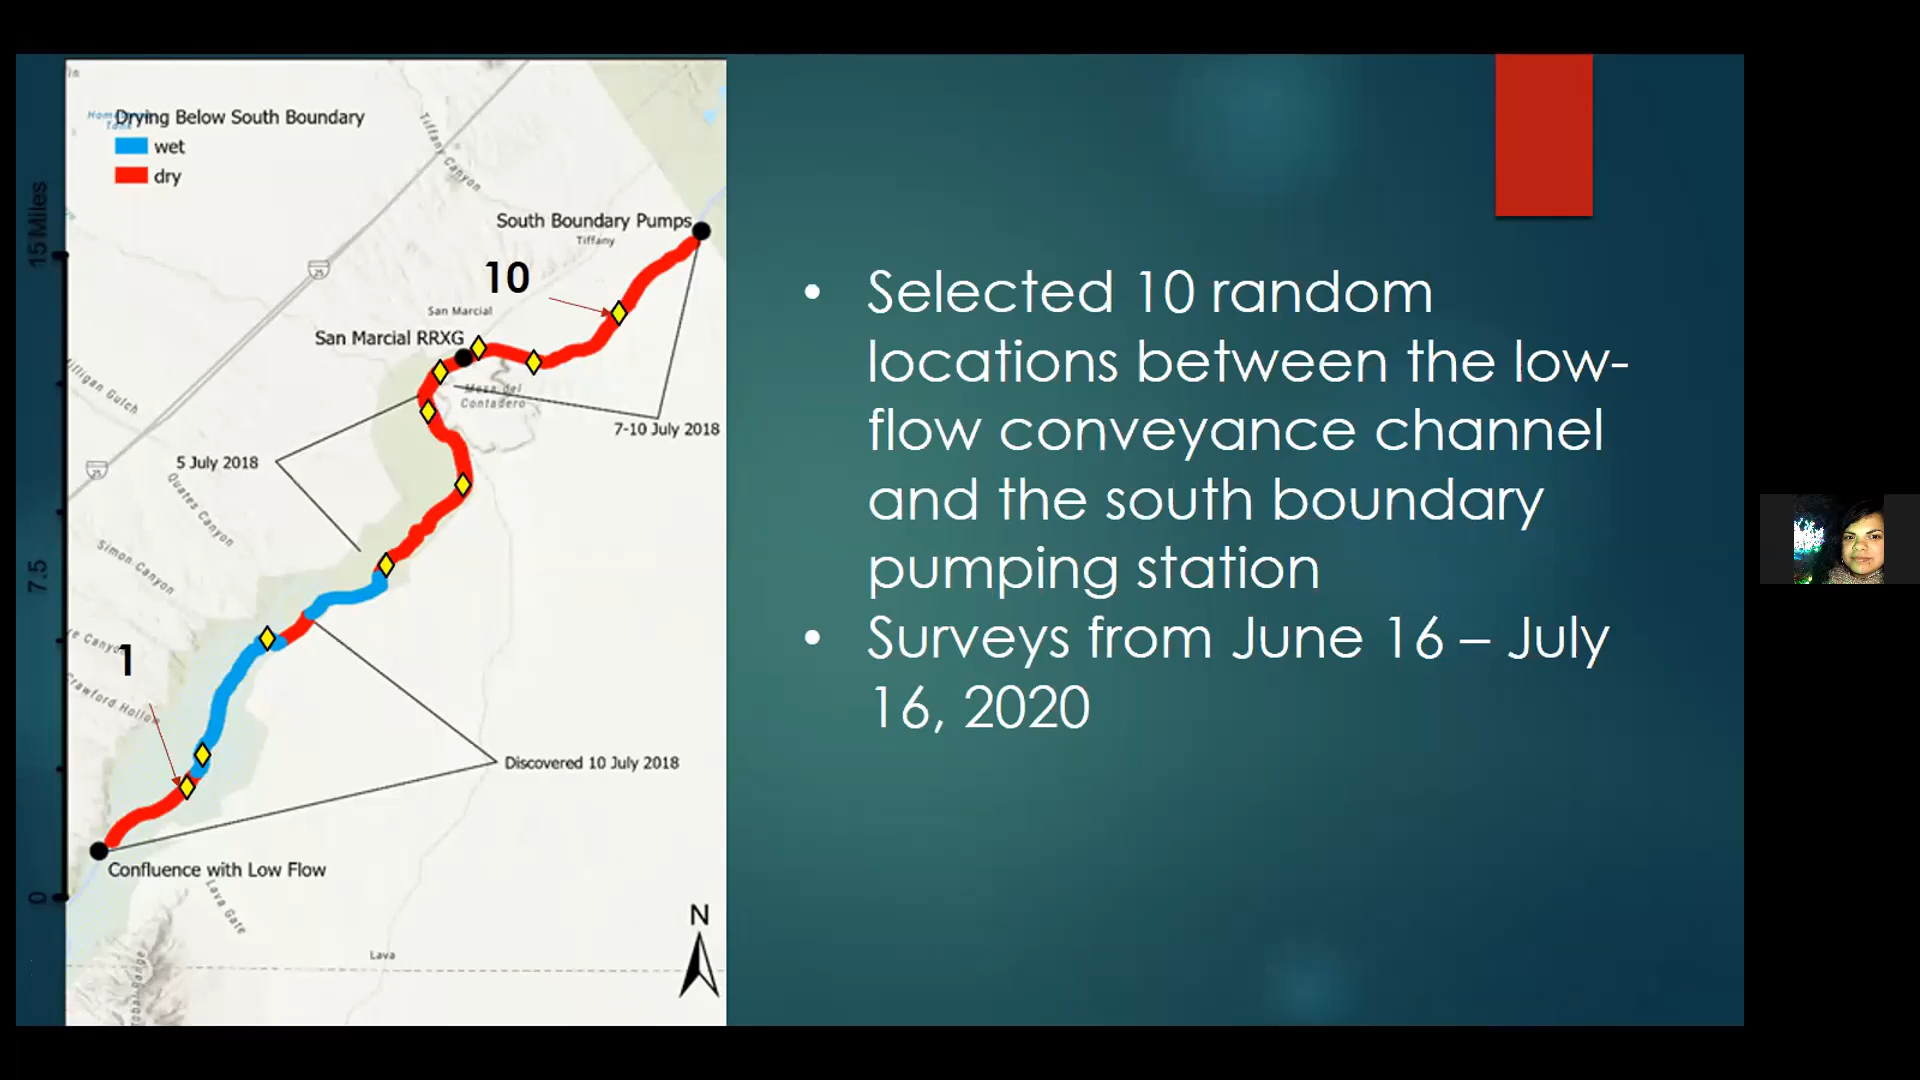 Drying Below South Boundary
wet
dry
15 Miles
7.5
0
Tiffany Canyon
South Boundary Pumps
Tiffany
10
25
San Marcial
San Marcial RRXG
Mesa del
Contadero
7-10 July 2018
5 July 2018
25
Quates Canyon
Simon Canyon
1
Crawford Hollow
Discovered 10 July 2018
Confluence with Low Flow
Lava Gate
Lava
N
• Selected 10 random
locations between the low-
flow conveyance channel
and the south boundary
pumping station
• Surveys from June 16 – July
16, 2020